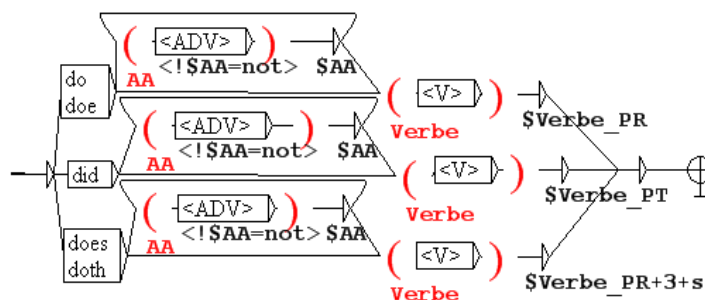 ( <ADV> )
do AA <!$AA=not> $AA
doe ( <V> )
Verbe $Verbe_PR
( <ADV> )
did AA <!$AA=not> $AA ( <V> )
Verbe $Verbe_PT
( <ADV> )
does AA <!$AA=not> $AA
doth ( <V> )
Verbe $Verbe_PR+3+s